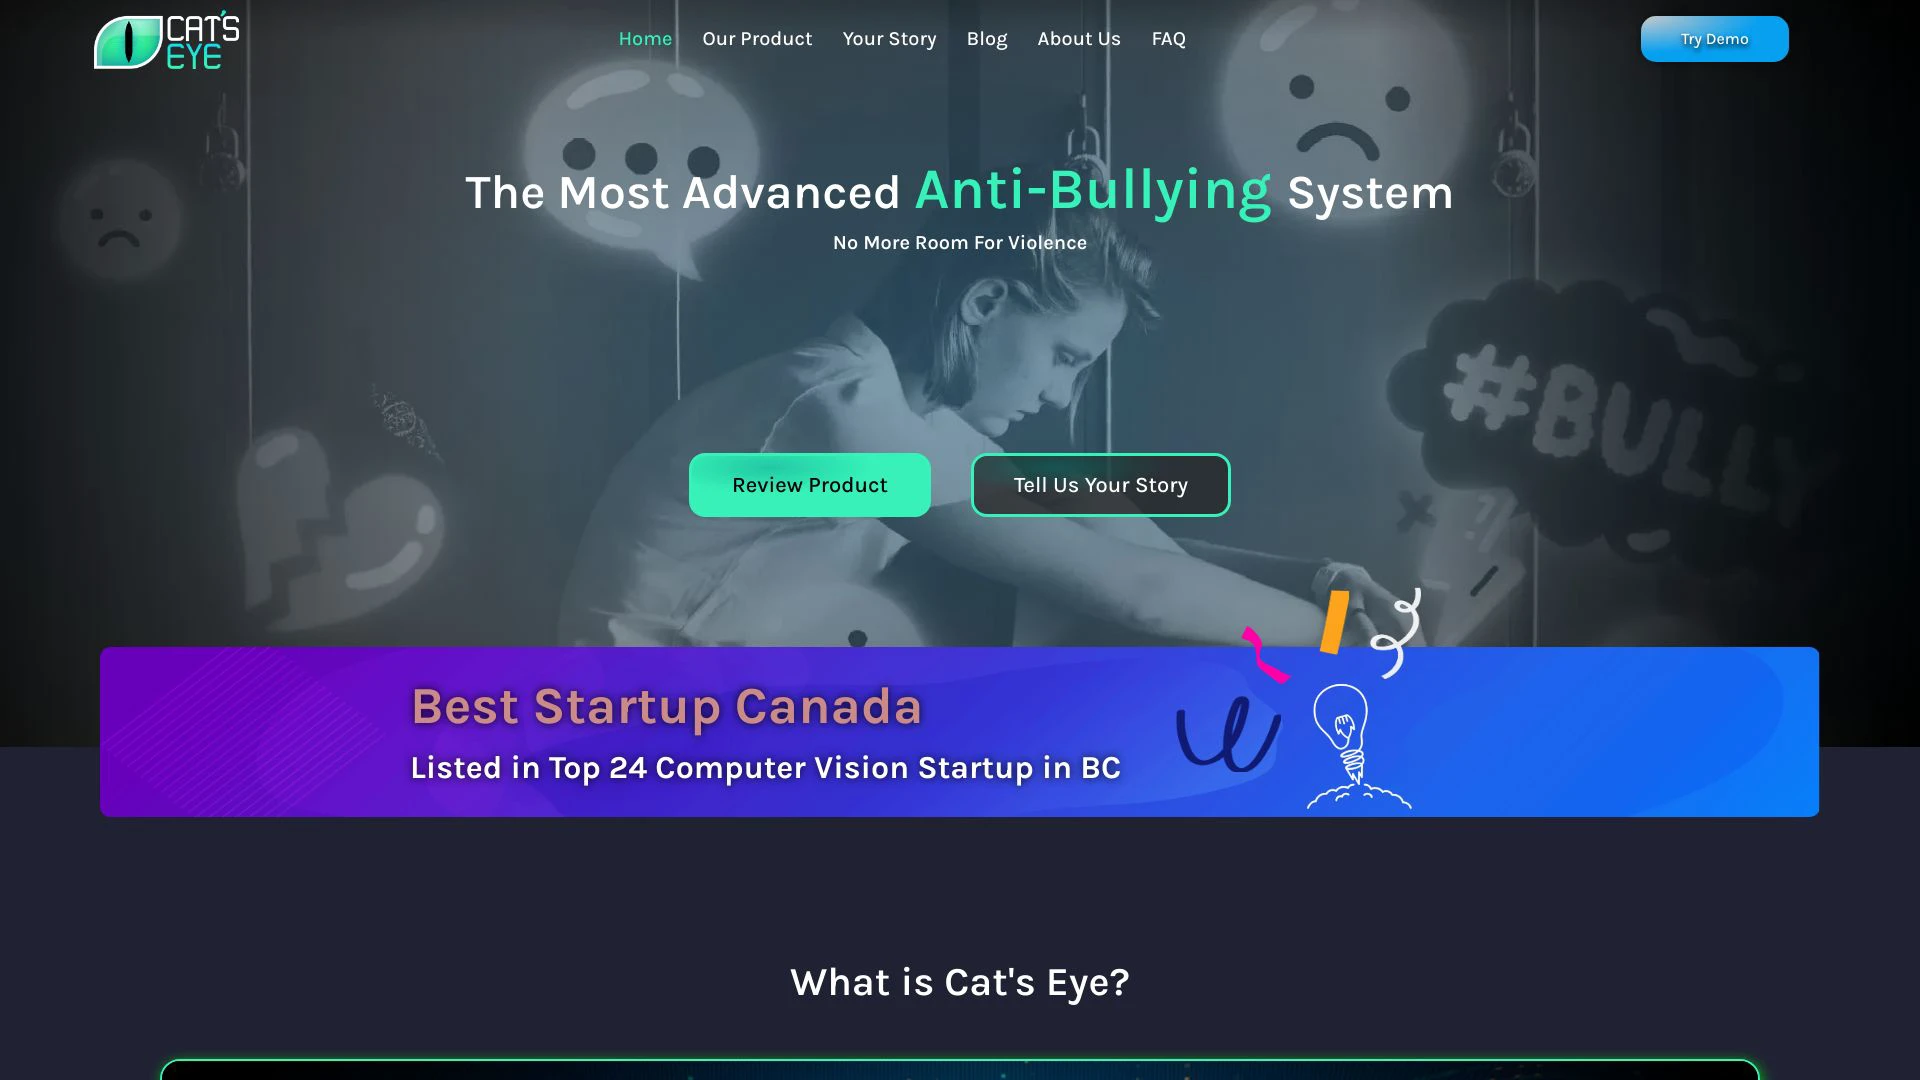 CAT'S
EYE
Home
Our Product
Your Story
Blog
About Us
FAQ
Try Demo
The Most Advanced Anti-Bullying System
No More Room For Violence
#BULLY
Review Product
Tell Us Your Story
Best Startup Canada
Listed in Top 24 Computer Vision Startup in BC
What is Cat's Eye?